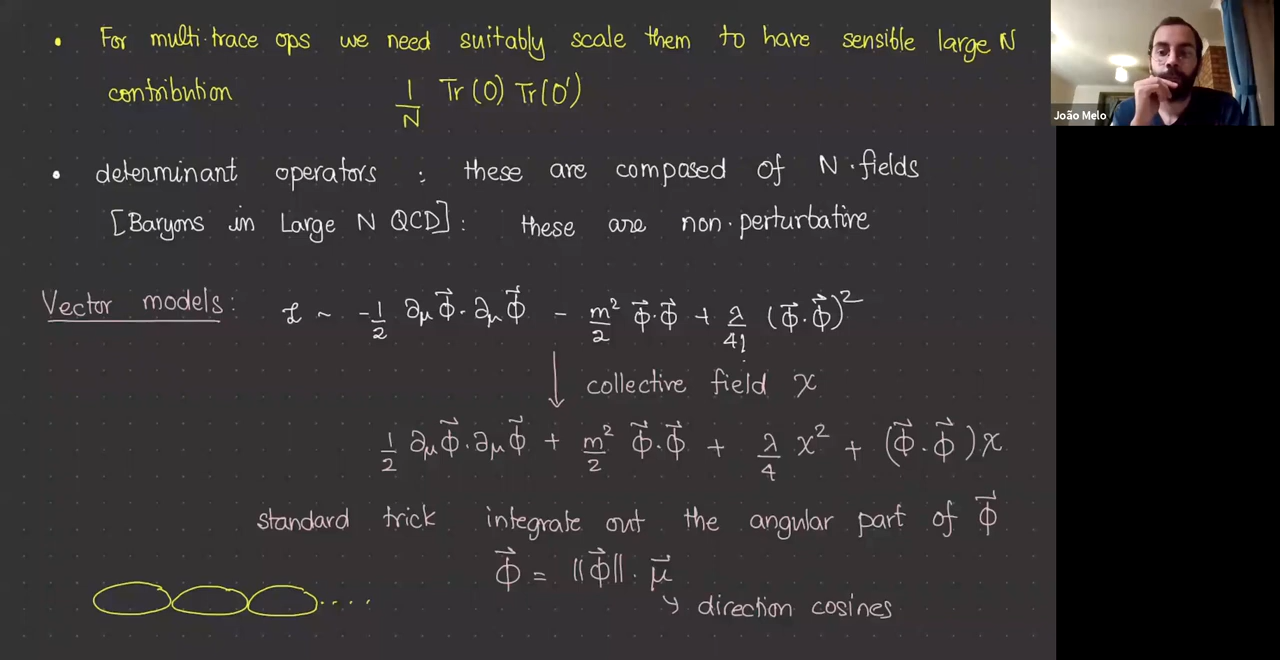 • For multi-trace ops we need suitably scale them to have sensible large N
contribution 1/N Tr(O) Tr(O')
João Melo
• determinant operators : these are composed of N-fields
[Baryons in Large N QCD] : these are non-perturbative
Vector models: ℒ ~ -1/2 ∂μΦ⃗·∂μΦ⃗ - m²/2 Φ⃗·Φ⃗ + λ/4! (Φ⃗·Φ⃗)²
↓ collective field χ
1/2 ∂μΦ⃗·∂μΦ⃗ + m²/2 Φ⃗·Φ⃗ + λ/4 χ² + (Φ⃗·Φ⃗)χ
standard trick integrate out the angular part of Φ⃗
Φ⃗ = ||Φ⃗||·μ⃗
↘ direction cosines